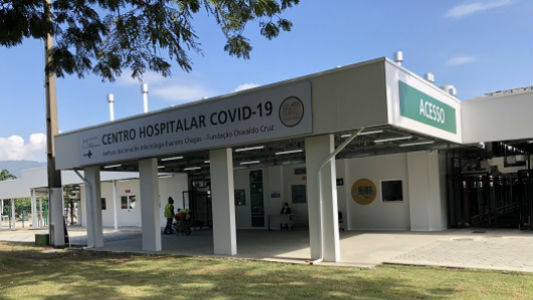 CENTRO HOSPITALAR COVID-19
Instituto Nacional de Infectologia Evandro Chagas - Fundação Oswaldo Cruz
ACESSO